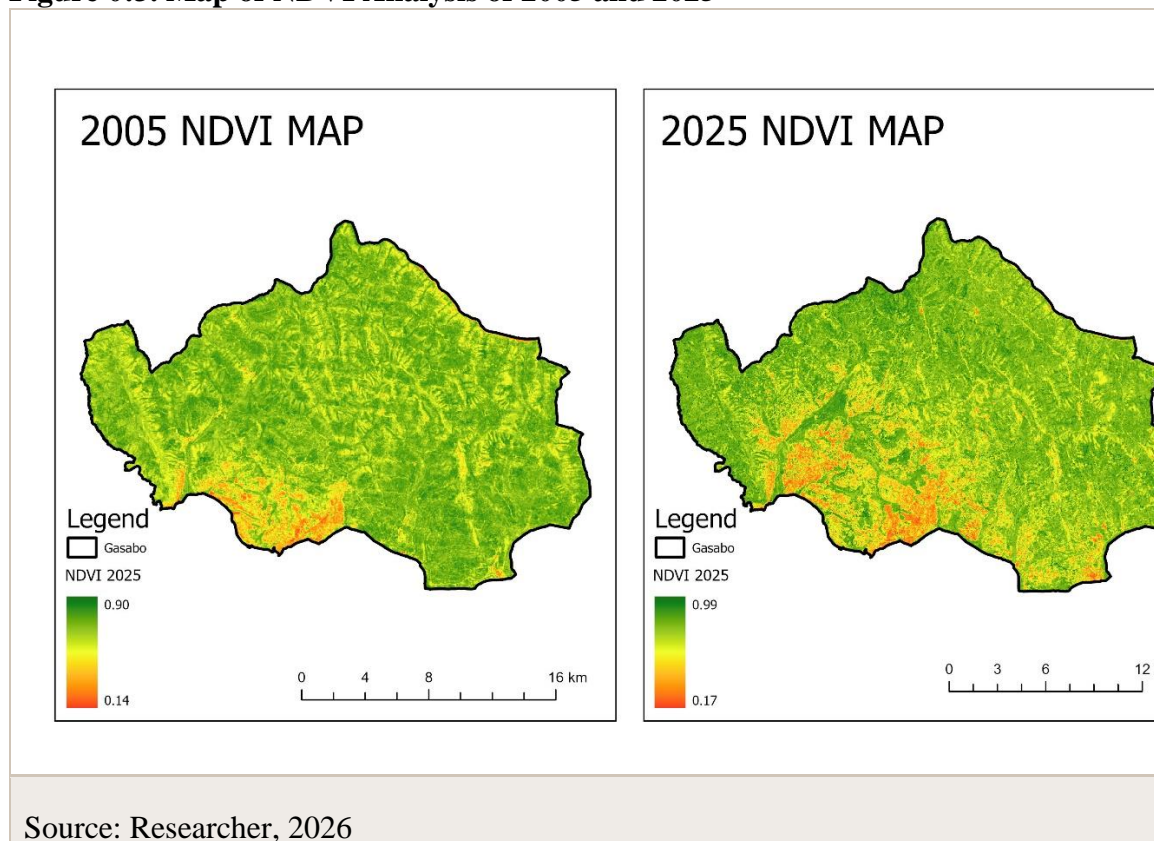 2005 NDVI MAP
Legend
Gasabo
NDVI 2025
0.90
0.14
0 4 8 16 km
2025 NDVI MAP
Legend
Gasabo
NDVI 2025
0.99
0.17
0 3 6 12
Source: Researcher, 2026